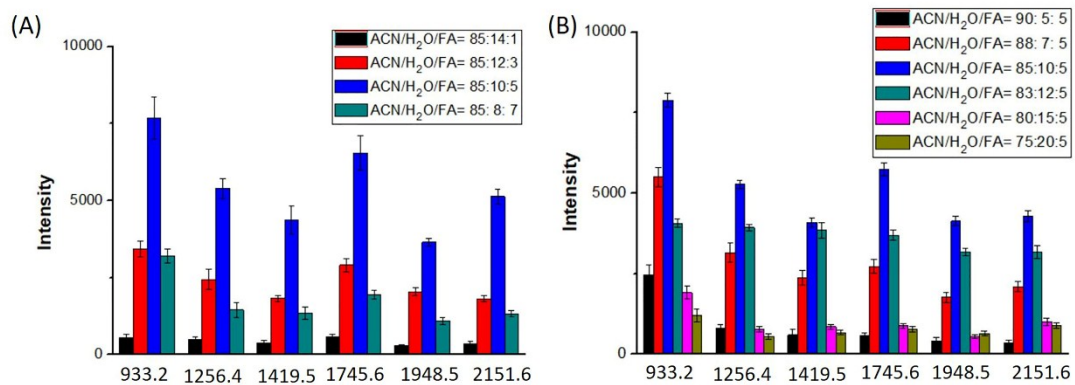 (A)
10000
5000
0
Intensity
ACN/H₂O/FA= 85:14:1
ACN/H₂O/FA= 85:12:3
ACN/H₂O/FA= 85:10:5
ACN/H₂O/FA= 85: 8: 7
933.2 1256.4 1419.5 1745.6 1948.5 2151.6
(B)
10000
5000
0
Intensity
ACN/H₂O/FA= 90: 5: 5
ACN/H₂O/FA= 88: 7: 5
ACN/H₂O/FA= 85:10:5
ACN/H₂O/FA= 83:12:5
ACN/H₂O/FA= 80:15:5
ACN/H₂O/FA= 75:20:5
933.2 1256.4 1419.5 1745.6 1948.5 2151.6